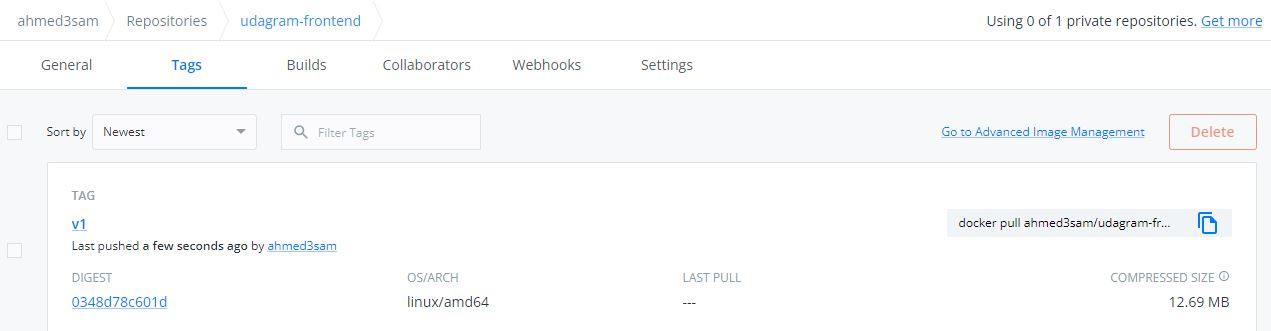 ahmed3sam Repositories udagram-frontend Using 0 of 1 private repositories. Get more
General Tags Builds Collaborators Webhooks Settings
Sort by Newest Filter Tags Go to Advanced Image Management Delete
TAG
v1
docker pull ahmed3sam/udagram-fr...
Last pushed a few seconds ago by ahmed3sam
DIGEST OS/ARCH LAST PULL COMPRESSED SIZE
0348d78c601d linux/amd64 --- 12.69 MB